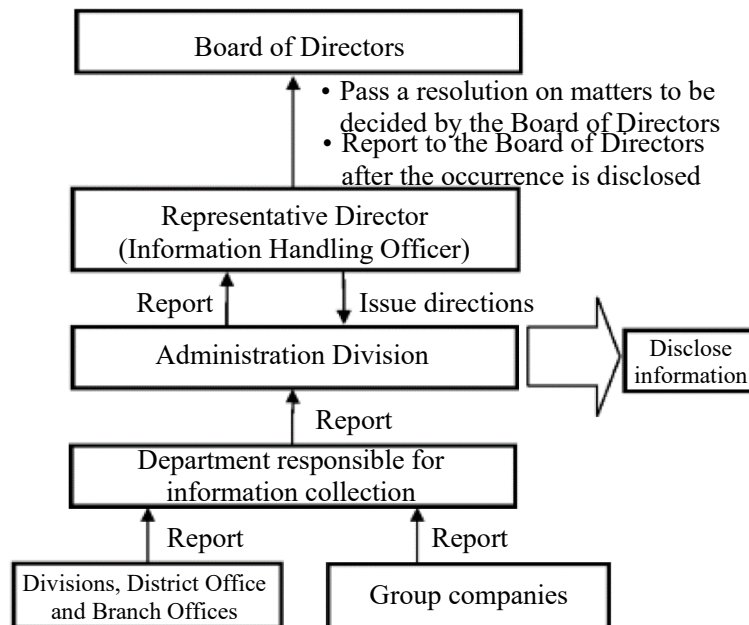 Board of Directors
• Pass a resolution on matters to be
decided by the Board of Directors
• Report to the Board of Directors
after the occurrence is disclosed
Representative Director
(Information Handling Officer)
Report
Issue directions
Administration Division
Disclose
information
Report
Department responsible for
information collection
Report
Report
Divisions, District Office
and Branch Offices
Group companies